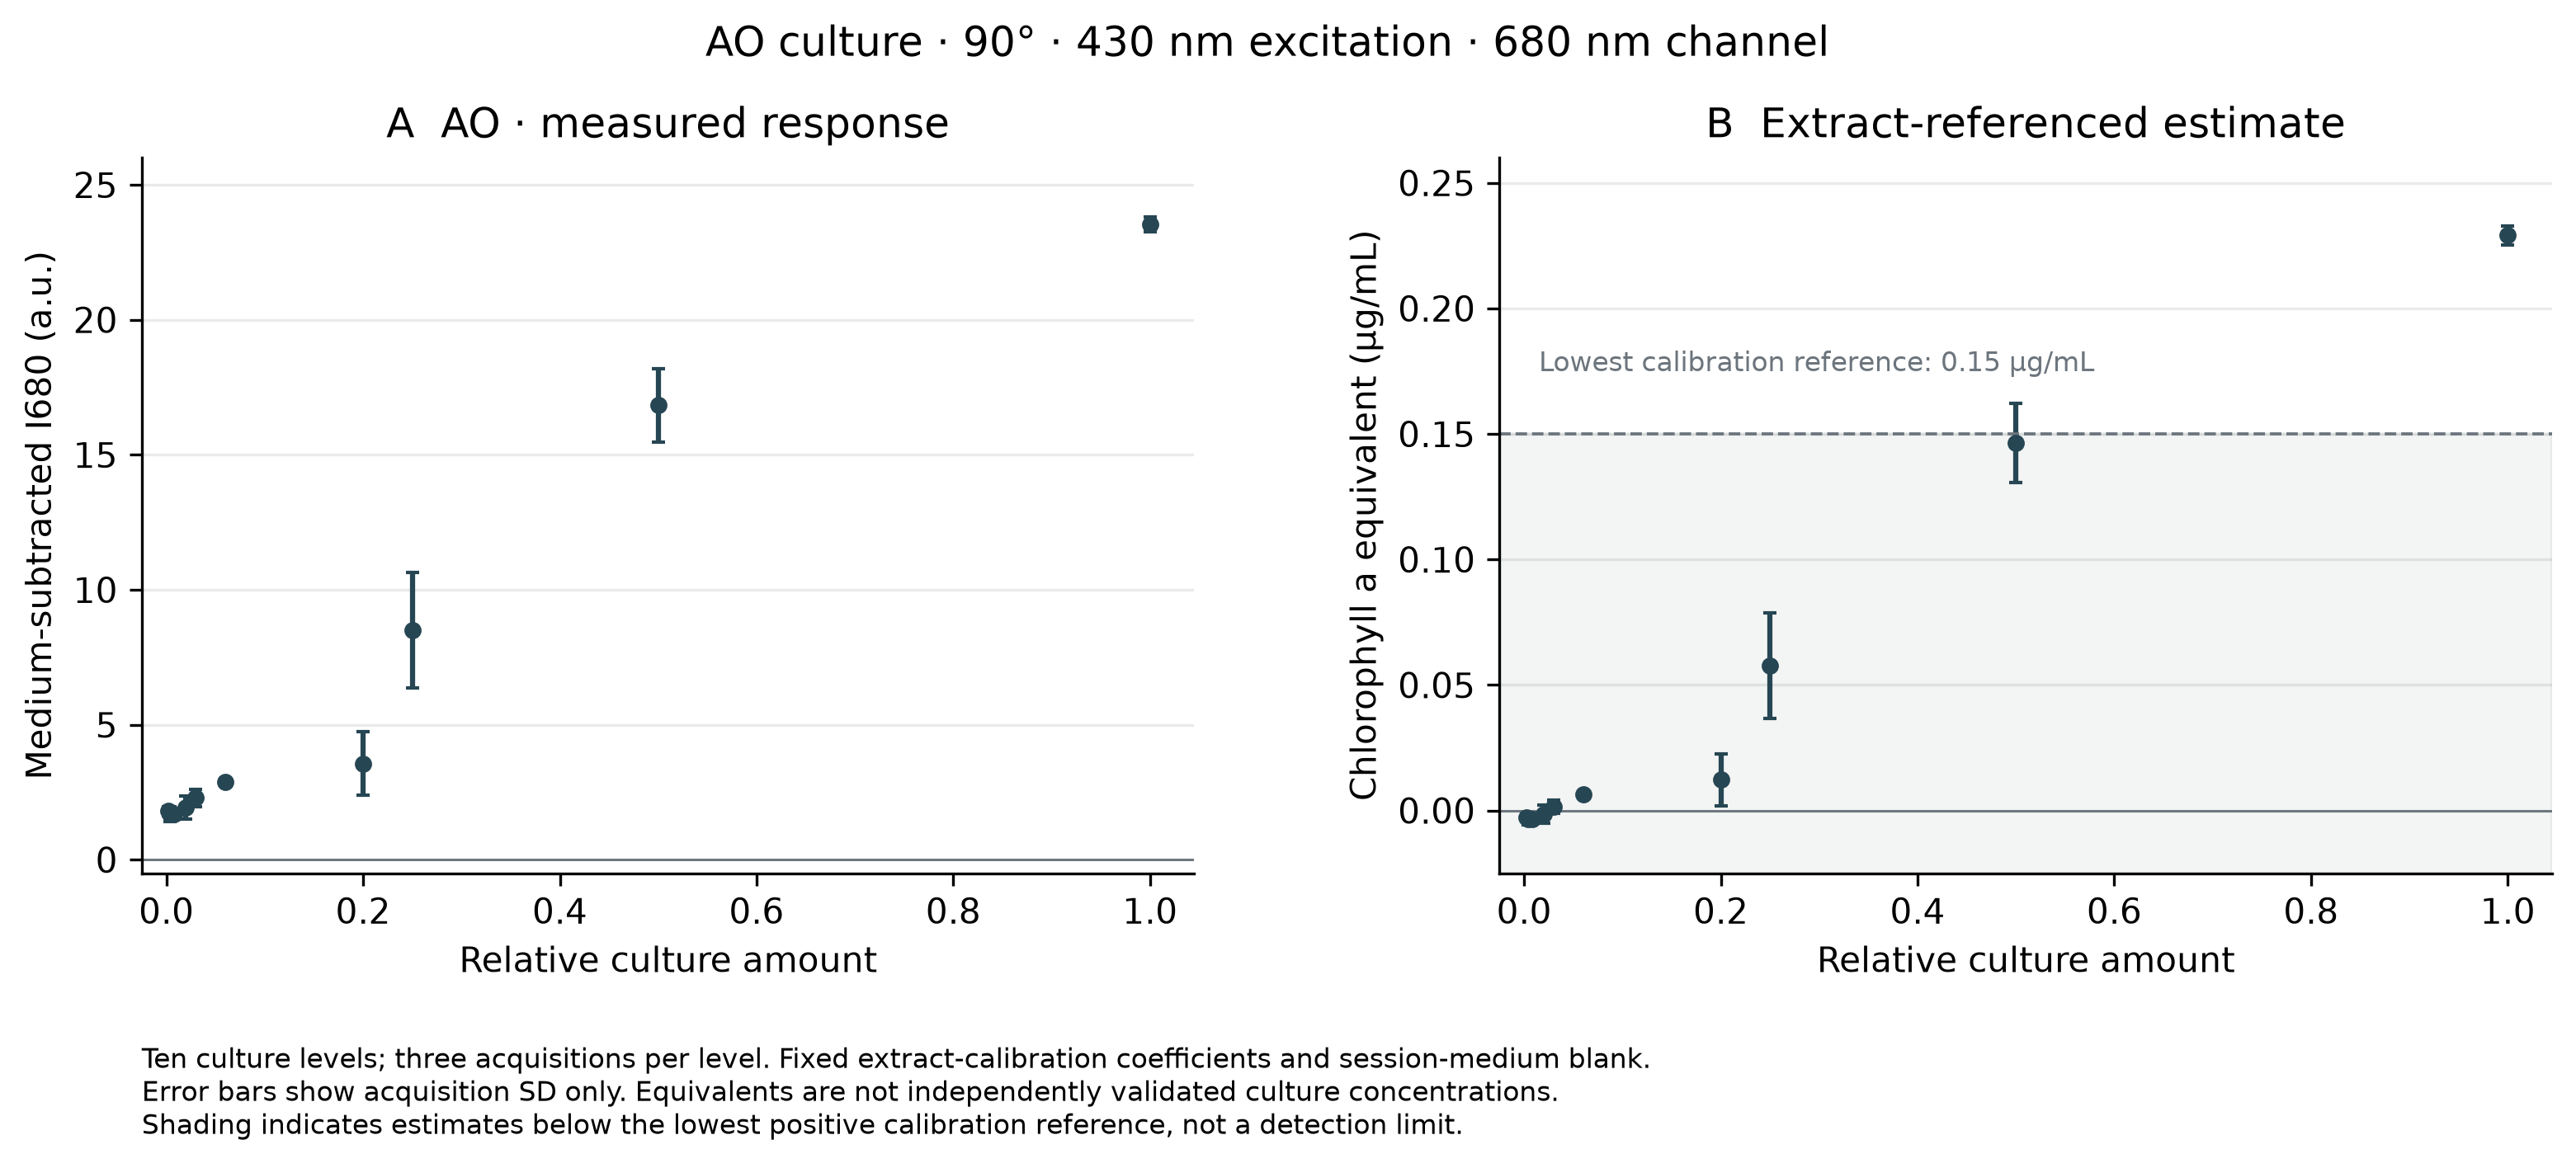 AO culture · 90° · 430 nm excitation · 680 nm channel
A AO · measured response
Medium-subtracted I680 (a.u.)
25
20
15
10
5
0
0.0 0.2 0.4 0.6 0.8 1.0
Relative culture amount
B Extract-referenced estimate
Chlorophyll a equivalent (µg/mL)
0.25
0.20
Lowest calibration reference: 0.15 µg/mL
0.15
0.10
0.05
0.00
0.0 0.2 0.4 0.6 0.8 1.0
Relative culture amount
Ten culture levels; three acquisitions per level. Fixed extract-calibration coefficients and session-medium blank.
Error bars show acquisition SD only. Equivalents are not independently validated culture concentrations.
Shading indicates estimates below the lowest positive calibration reference, not a detection limit.